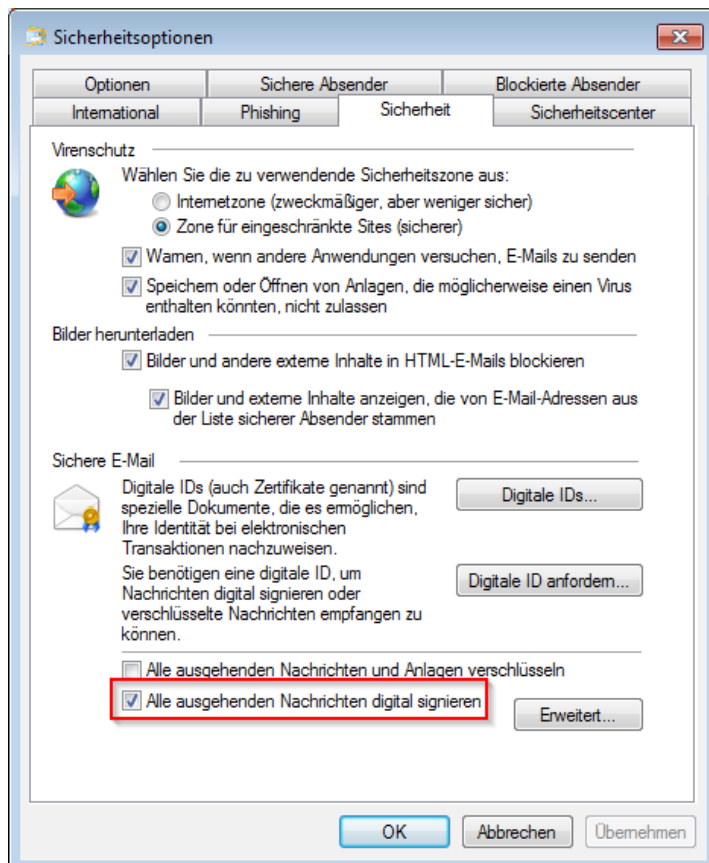 Sicherheitsoptionen
Optionen
Sichere Absender
Blockierte Absender
International
Phishing
Sicherheit
Sicherheitscenter
Virenschutz
Wählen Sie die zu verwendende Sicherheitszone aus:
Internetzone (zweckmäßiger, aber weniger sicher)
Zone für eingeschränkte Sites (sicherer)
Warnen, wenn andere Anwendungen versuchen, E-Mails zu senden
Speichern oder Öffnen von Anlagen, die möglicherweise einen Virus
enthalten könnten, nicht zulassen
Bilder herunterladen
Bilder und andere externe Inhalte in HTML-E-Mails blockieren
Bilder und externe Inhalte anzeigen, die von E-Mail-Adressen aus
der Liste sicherer Absender stammen
Sichere E-Mail
Digitale IDs (auch Zertifikate genannt) sind
spezielle Dokumente, die es ermöglichen,
Ihre Identität bei elektronischen
Transaktionen nachzuweisen.
Digitale IDs...
Sie benötigen eine digitale ID, um
Nachrichten digital signieren oder
verschlüsselte Nachrichten empfangen zu
können.
Digitale ID anfordern...
Alle ausgehenden Nachrichten und Anlagen verschlüsseln
Alle ausgehenden Nachrichten digital signieren
Erweitert...
OK
Abbrechen
Übernehmen